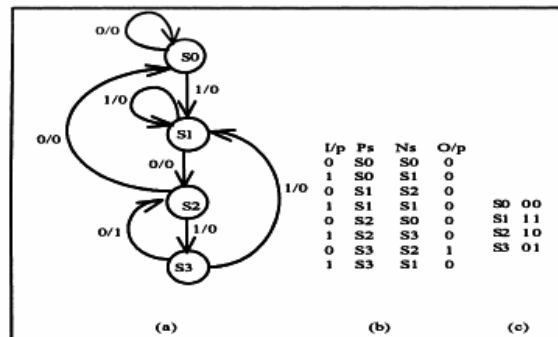 0/0
S0
1/0
1/0
S1
0/0
0/0
S2
1/0
0/1
1/0
S3
(a)
I/p Ps Ns O/p
0 S0 S0 0
1 S0 S1 0
0 S1 S2 0
1 S1 S1 0
0 S2 S0 0
1 S2 S3 0
0 S3 S2 1
1 S3 S1 0
(b)
S0 00
S1 11
S2 10
S3 01
(c)